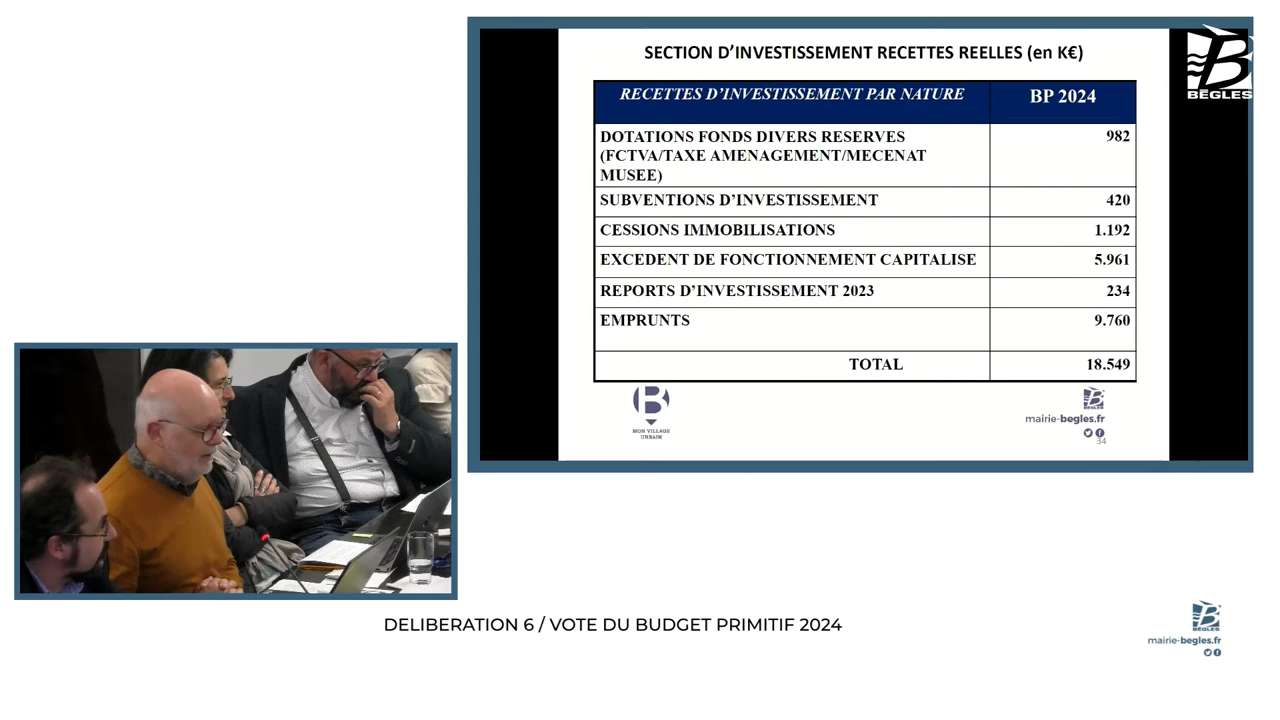 SECTION D'INVESTISSEMENT RECETTES REELLES (en K€)
B
BEGLES
RECETTES D'INVESTISSEMENT PAR NATURE BP 2024
DOTATIONS FONDS DIVERS RESERVES 982
(FCTVA/TAXE AMENAGEMENT/MECENAT
MUSEE)
SUBVENTIONS D'INVESTISSEMENT 420
CESSIONS IMMOBILISATIONS 1.192
EXCEDENT DE FONCTIONNEMENT CAPITALISE 5.961
REPORTS D'INVESTISSEMENT 2023 234
EMPRUNTS 9.760
TOTAL 18.549
B
MON VILLAGE
URBAIN
B
BEGLES
mairie-begles.fr
34
DELIBERATION 6 / VOTE DU BUDGET PRIMITIF 2024
B
BEGLES
mairie-begles.fr